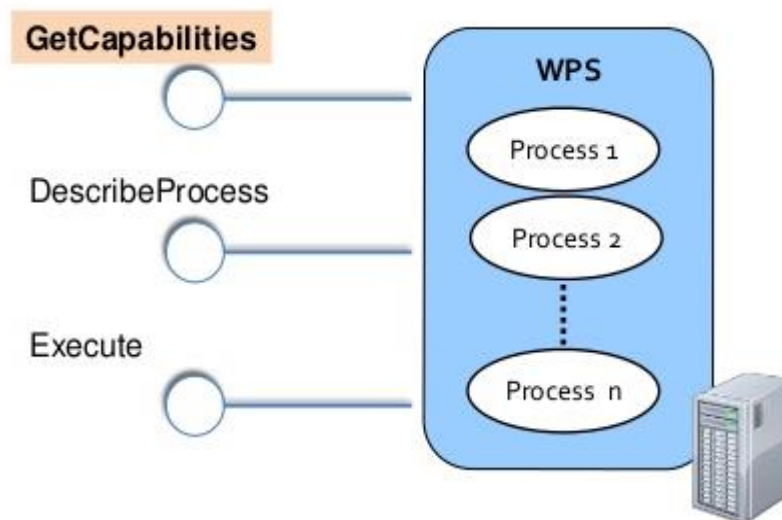 GetCapabilities
WPS
Process 1
DescribeProcess
Process 2
Execute
Process n